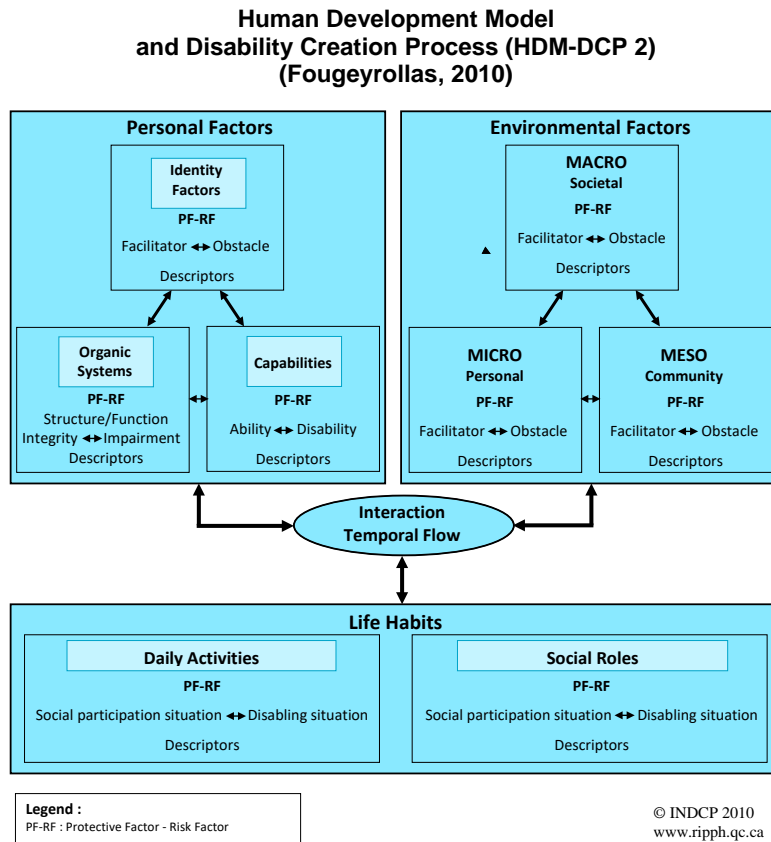 Human Development Model
and Disability Creation Process (HDM-DCP 2)
(Fougeyrollas, 2010)
Personal Factors
Identity
Factors
PF-RF
Facilitator Obstacle
Descriptors
Organic
Systems
PF-RF
Structure/Function
Integrity Impairment
Descriptors
Capabilities
PF-RF
Ability Disability
Descriptors
Environmental Factors
MACRO
Societal
PF-RF
Facilitator Obstacle
Descriptors
MICRO
Personal
PF-RF
Facilitator Obstacle
Descriptors
MESO
Community
PF-RF
Facilitator Obstacle
Descriptors
Interaction
Temporal Flow
Life Habits
Daily Activities
PF-RF
Social participation situation Disabling situation
Descriptors
Social Roles
PF-RF
Social participation situation Disabling situation
Descriptors
Legend :
PF-RF : Protective Factor - Risk Factor
© INDCP 2010
www.ripph.qc.ca